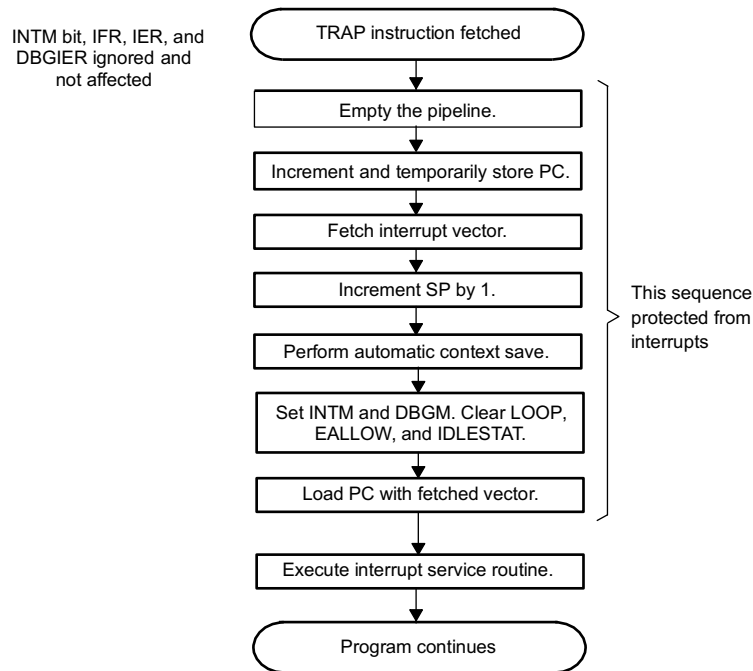 INTM bit, IFR, IER, and
DBGIER ignored and
not affected
TRAP instruction fetched
Empty the pipeline.
Increment and temporarily store PC.
Fetch interrupt vector.
Increment SP by 1.
Perform automatic context save.
Set INTM and DBGM. Clear LOOP,
EALLOW, and IDLESTAT.
Load PC with fetched vector.
This sequence
protected from
interrupts
Execute interrupt service routine.
Program continues